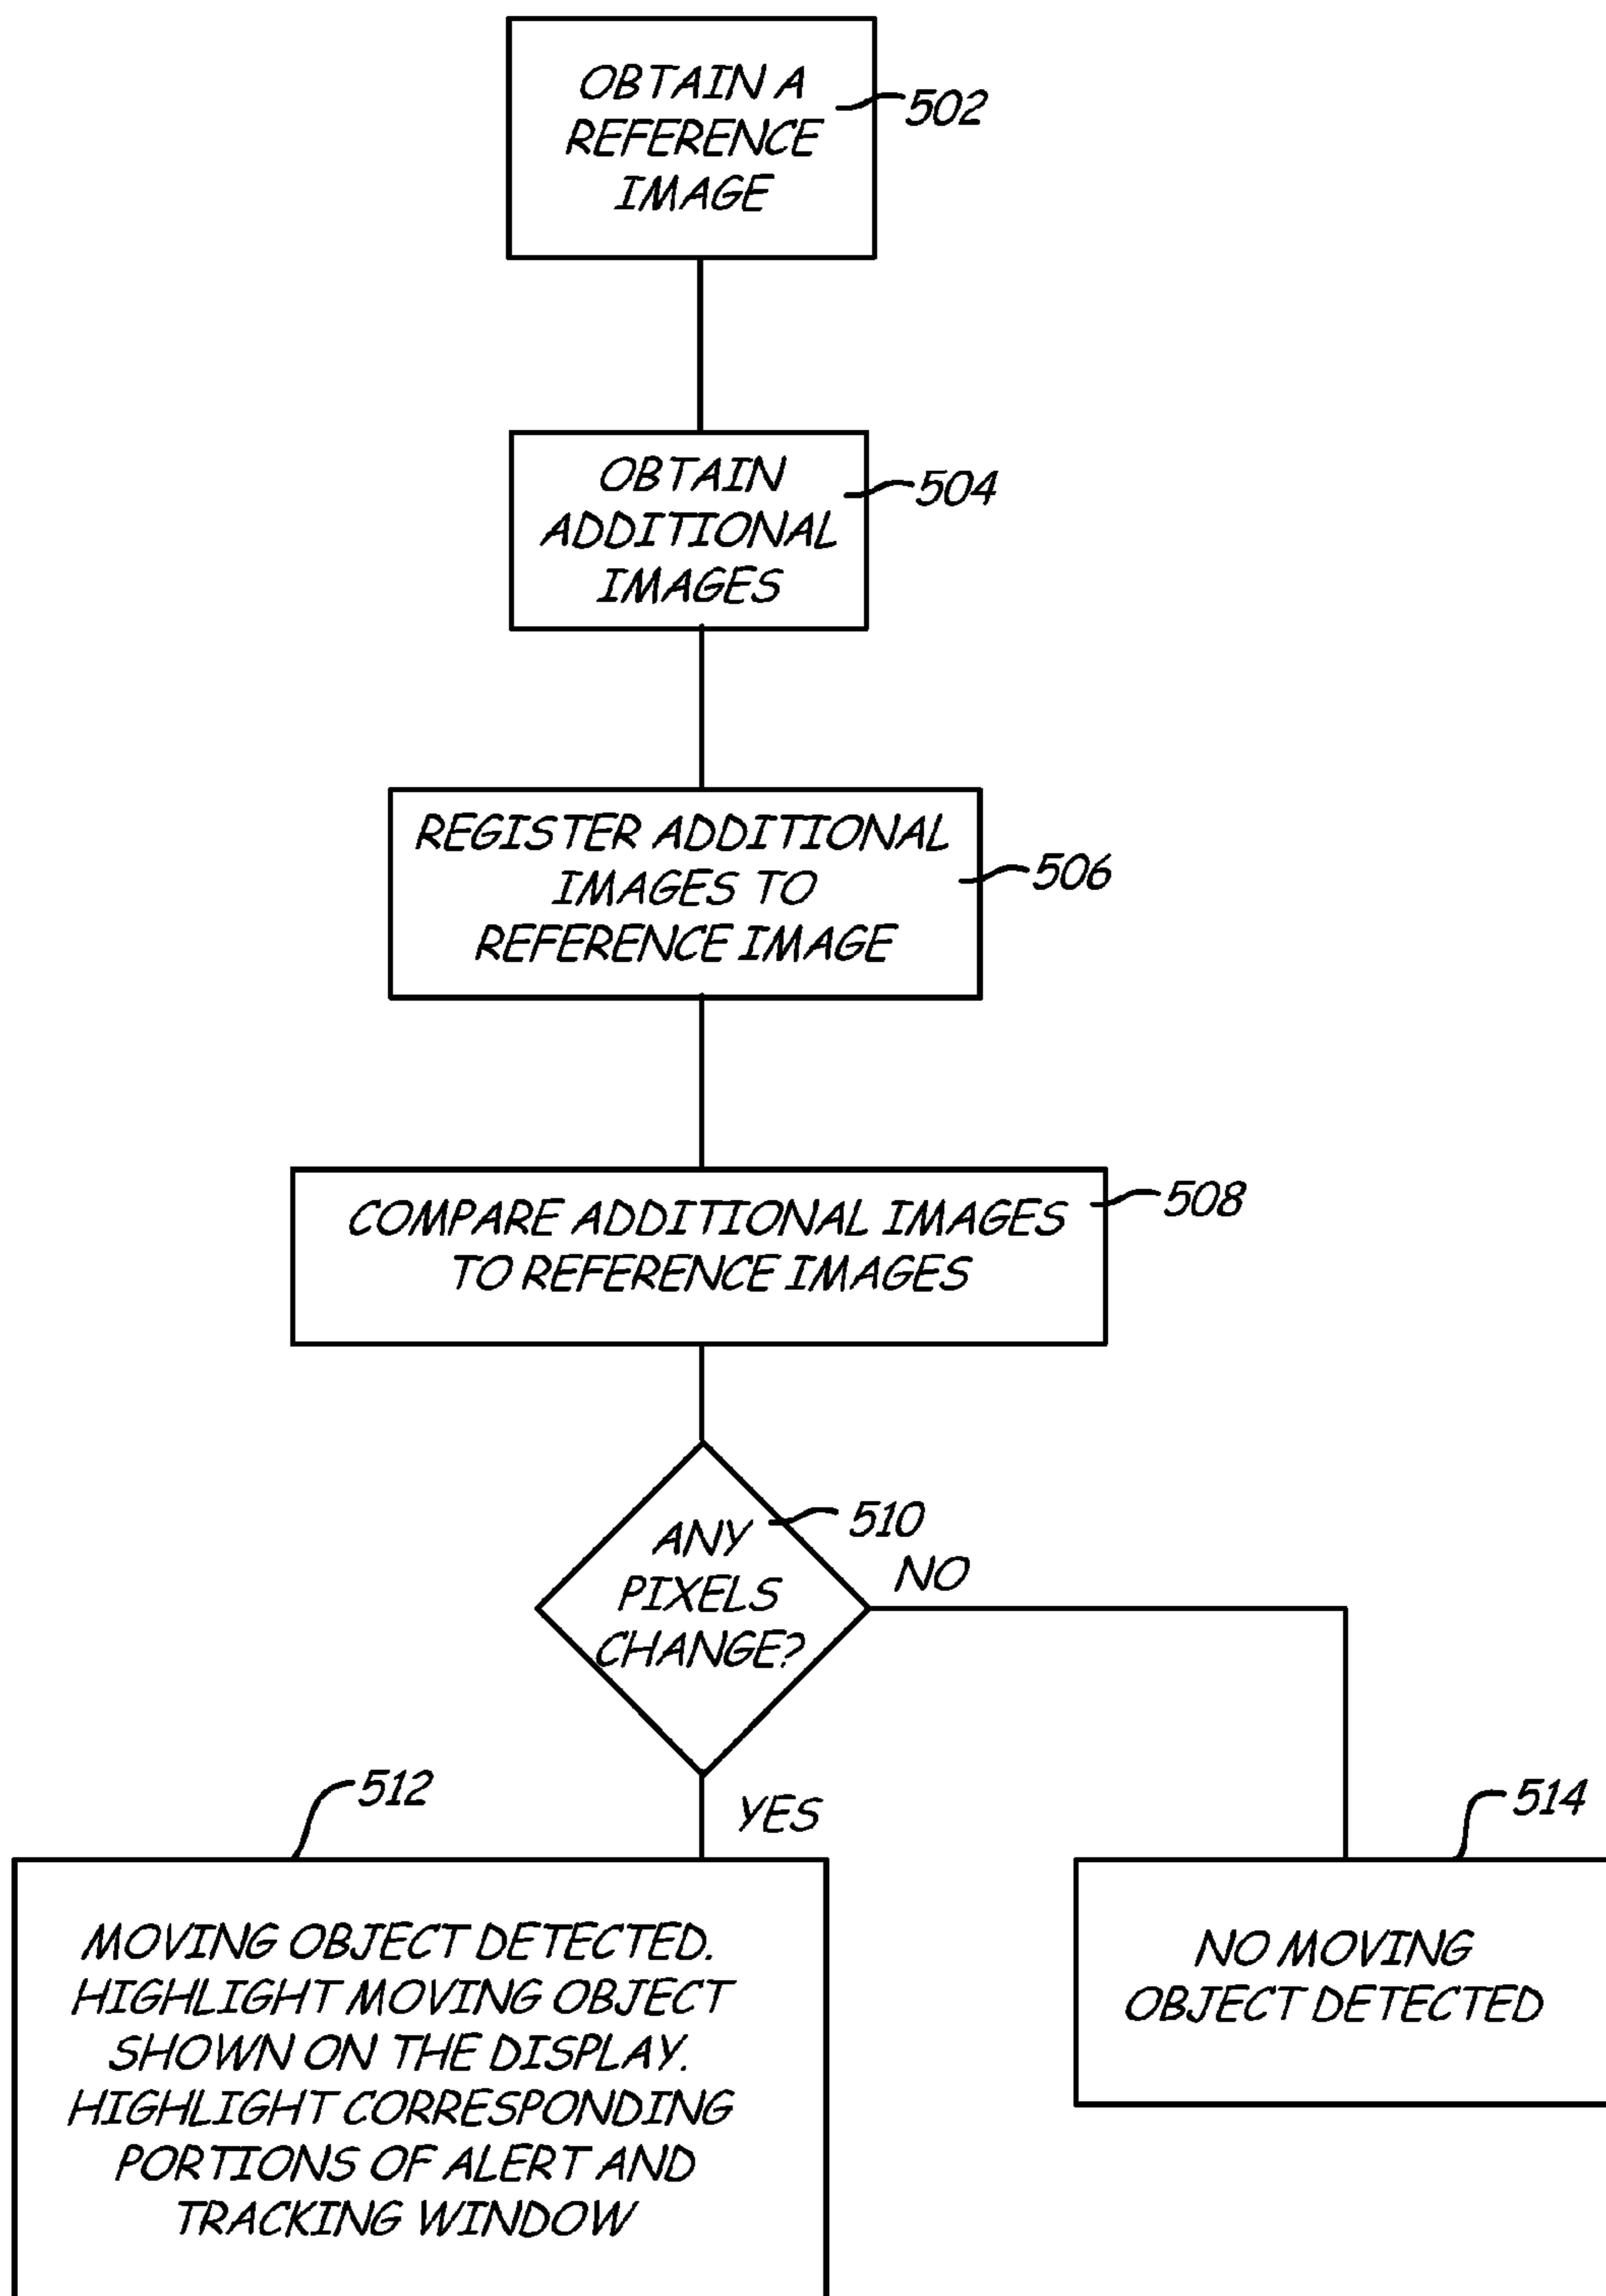 OBTAIN A
REFERENCE
IMAGE
502
OBTAIN
ADDITIONAL
IMAGES
504
REGISTER ADDITIONAL
IMAGES TO
REFERENCE IMAGE
506
COMPARE ADDITIONAL IMAGES
TO REFERENCE IMAGES
508
ANY
PIXELS
CHANGE?
510
NO
YES
512
MOVING OBJECT DETECTED.
HIGHLIGHT MOVING OBJECT
SHOWN ON THE DISPLAY.
HIGHLIGHT CORRESPONDING
PORTIONS OF ALERT AND
TRACKING WINDOW
514
NO MOVING
OBJECT DETECTED